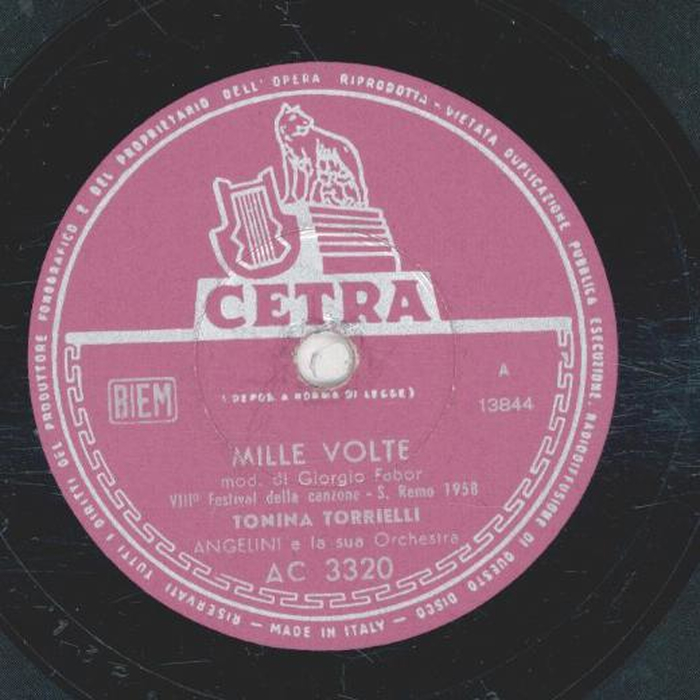 TUTTI I DIRITTI DEL PRODUTTORE FONOGRAFICO E DEL PROPRIETARIO DELL'OPERA RIPRODOTTA - VIETATA DUPLICAZIONE PUBBLICA ESECUZIONE RADIODIFFUSIONE DI QUESTO DISCO
RISERVATI
— MADE IN ITALY —
CETRA
BIEM
(DEPOS. A NORMA DI LEGGE)
A
13844
MILLE VOLTE
mod. di Giorgio Fabor
VIIIº Festival della canzone - S. Remo 1958
TONINA TORRIELLI
ANGELINI e la sua Orchestra
AC 3320